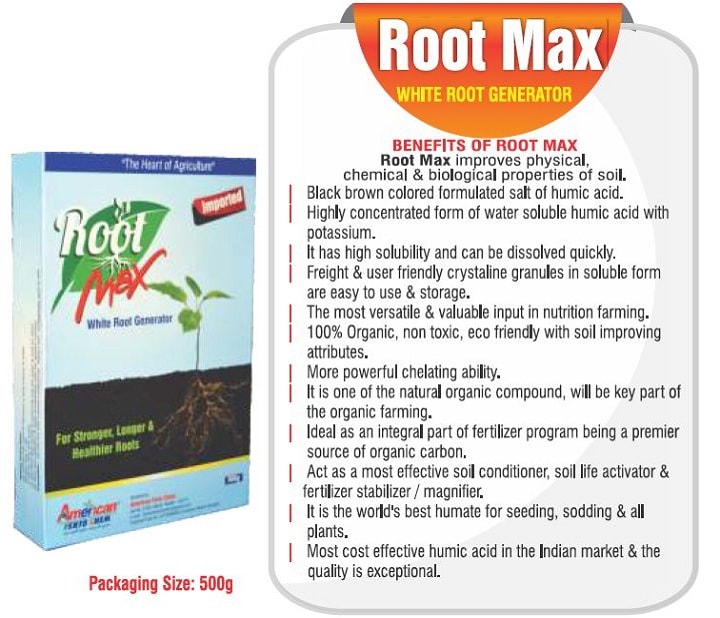 Root Max
WHITE ROOT GENERATOR
BENEFITS OF ROOT MAX
Root Max improves physical,
chemical & biological properties of soil.
Black brown colored formulated salt of humic acid.
Highly concentrated form of water soluble humic acid with
potassium.
It has high solubility and can be dissolved quickly.
Freight & user friendly crystaline granules in soluble form
are easy to use & storage.
The most versatile & valuable input in nutrition farming.
100% Organic, non toxic, eco friendly with soil improving
attributes.
More powerful chelating ability.
It is one of the natural organic compound, will be key part of
the organic farming.
Ideal as an integral part of fertilizer program being a premier
source of organic carbon.
Act as a most effective soil conditioner, soil life activator &
fertilizer stabilizer / magnifier.
It is the world's best humate for seeding, sodding & all
plants.
Most cost effective humic acid in the Indian market & the
quality is exceptional.
"The Heart of Agriculture"
Imported
Root
Max
White Root Generator
For Stronger, Longer &
Healthier Roots
American
Packaging Size: 500g